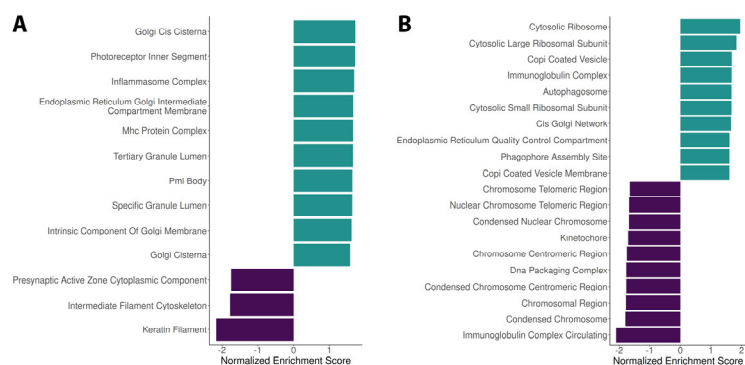 A
Golgi Cis Cisterna
Photoreceptor Inner Segment
Inflammasome Complex
Endoplasmic Reticulum Golgi Intermediate
Compartment Membrane
Mhc Protein Complex
Tertiary Granule Lumen
Pml Body
Specific Granule Lumen
Intrinsic Component Of Golgi Membrane
Golgi Cisterna
Presynaptic Active Zone Cytoplasmic Component
Intermediate Filament Cytoskeleton
Keratin Filament
-2 -1 0 1
Normalized Enrichment Score
B
Cytosolic Ribosome
Cytosolic Large Ribosomal Subunit
Copi Coated Vesicle
Immunoglobulin Complex
Autophagosome
Cytosolic Small Ribosomal Subunit
Cis Golgi Network
Endoplasmic Reticulum Quality Control Compartment
Phagophore Assembly Site
Copi Coated Vesicle Membrane
Chromosome Telomeric Region
Nuclear Chromosome Telomeric Region
Condensed Nuclear Chromosome
Kinetochore
Chromosome Centromeric Region
Dna Packaging Complex
Condensed Chromosome Centromeric Region
Chromosomal Region
Condensed Chromosome
Immunoglobulin Complex Circulating
-2 -1 0 1 2
Normalized Enrichment Score